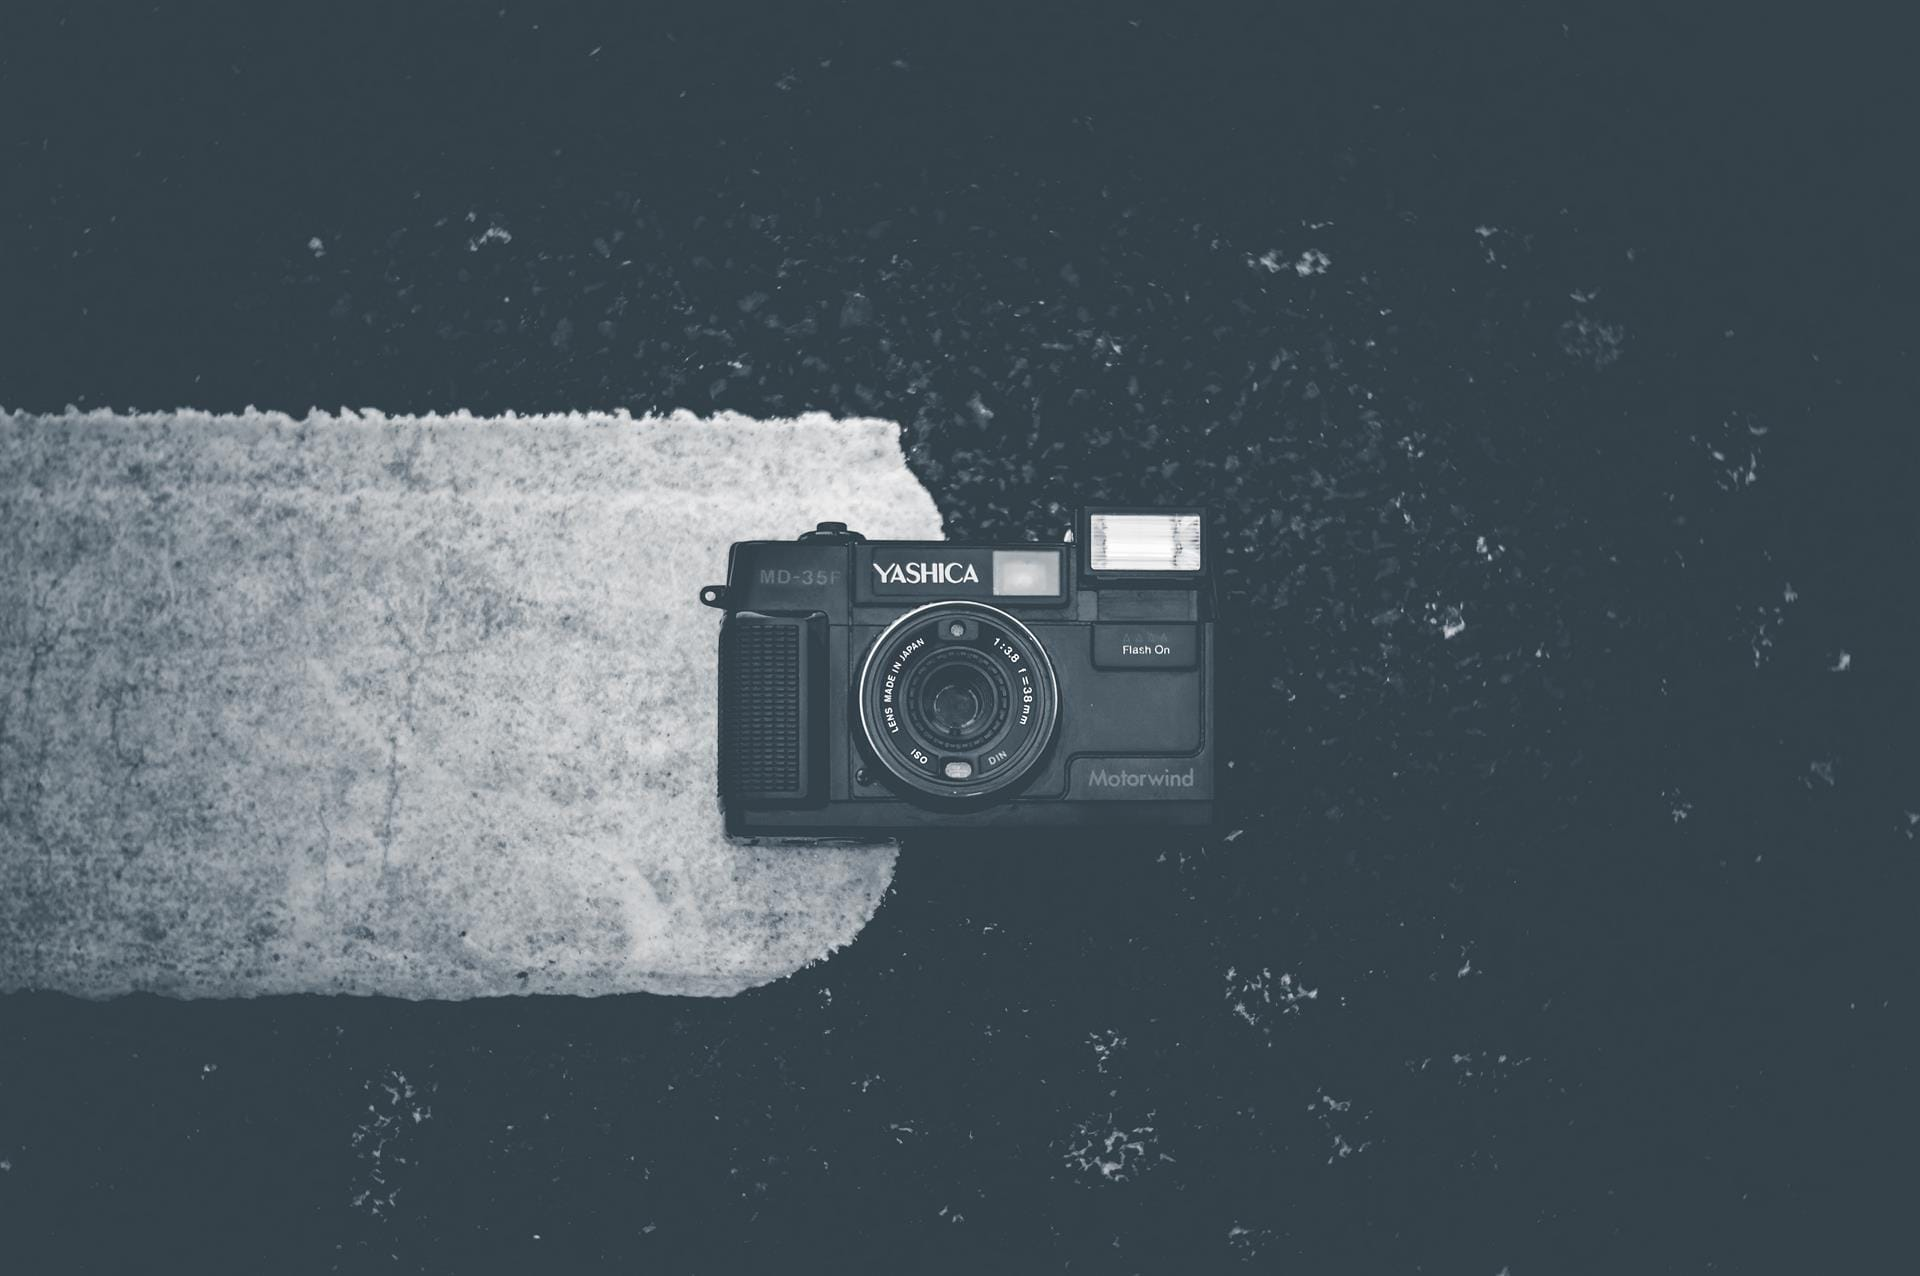 MD-35F
YASHICA
Flash On
LENS MADE IN JAPAN
1:3.8 f=38mm
ISO
DIN
Motorwind